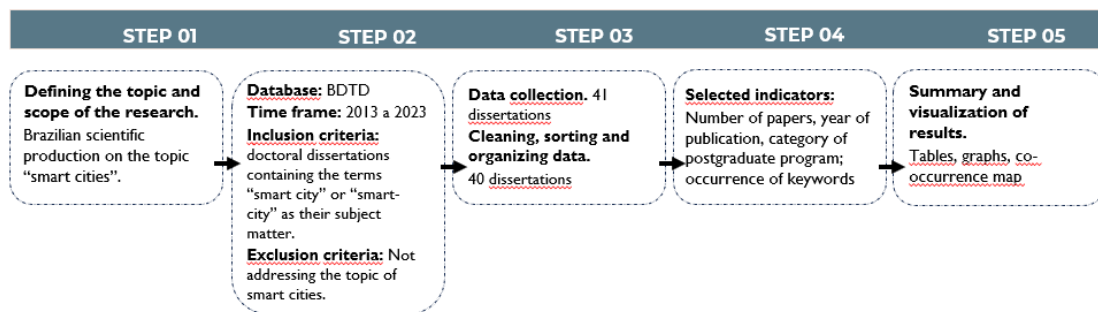 STEP 01
STEP 02
STEP 03
STEP 04
STEP 05
Defining the topic and
scope of the research.
Brazilian scientific
production on the topic
“smart cities”.
Database: BDTD
Time frame: 2013 a 2023
Inclusion criteria:
doctoral dissertations
containing the terms
“smart city” or “smart-
city” as their subject
matter.
Exclusion criteria: Not
addressing the topic of
smart cities.
Data collection. 41
dissertations
Cleaning, sorting and
organizing data.
40 dissertations
Selected indicators:
Number of papers, year of
publication, category of
postgraduate program;
occurrence of keywords
Summary and
visualization of
results.
Tables, graphs, co-
occurrence map